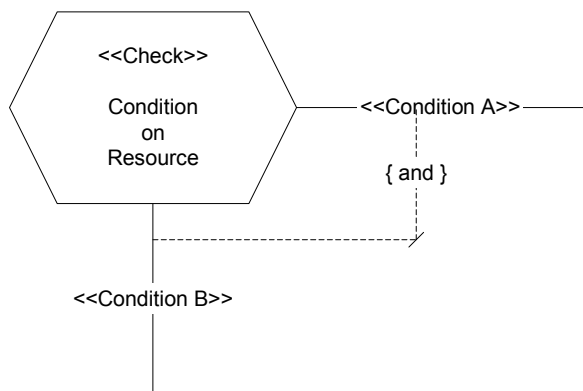 <<Check>>
Condition
on
Resource
<<Condition A>>
{ and }
<<Condition B>>